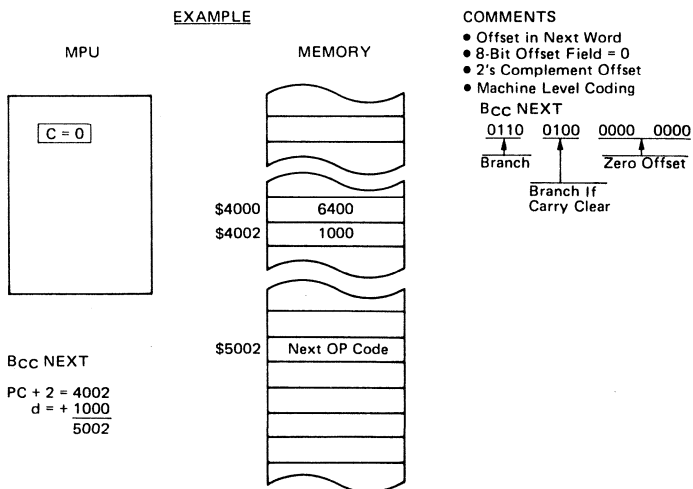 EXAMPLE
MPU
MEMORY
C = 0
$4000
6400
$4002
1000
$5002
Next OP Code
BCC NEXT
PC + 2 = 4002
d = + 1000
5002
COMMENTS
● Offset in Next Word
● 8-Bit Offset Field = 0
● 2's Complement Offset
● Machine Level Coding
BCC NEXT
0110 0100 0000 0000
Branch
Zero Offset
Branch If
Carry Clear